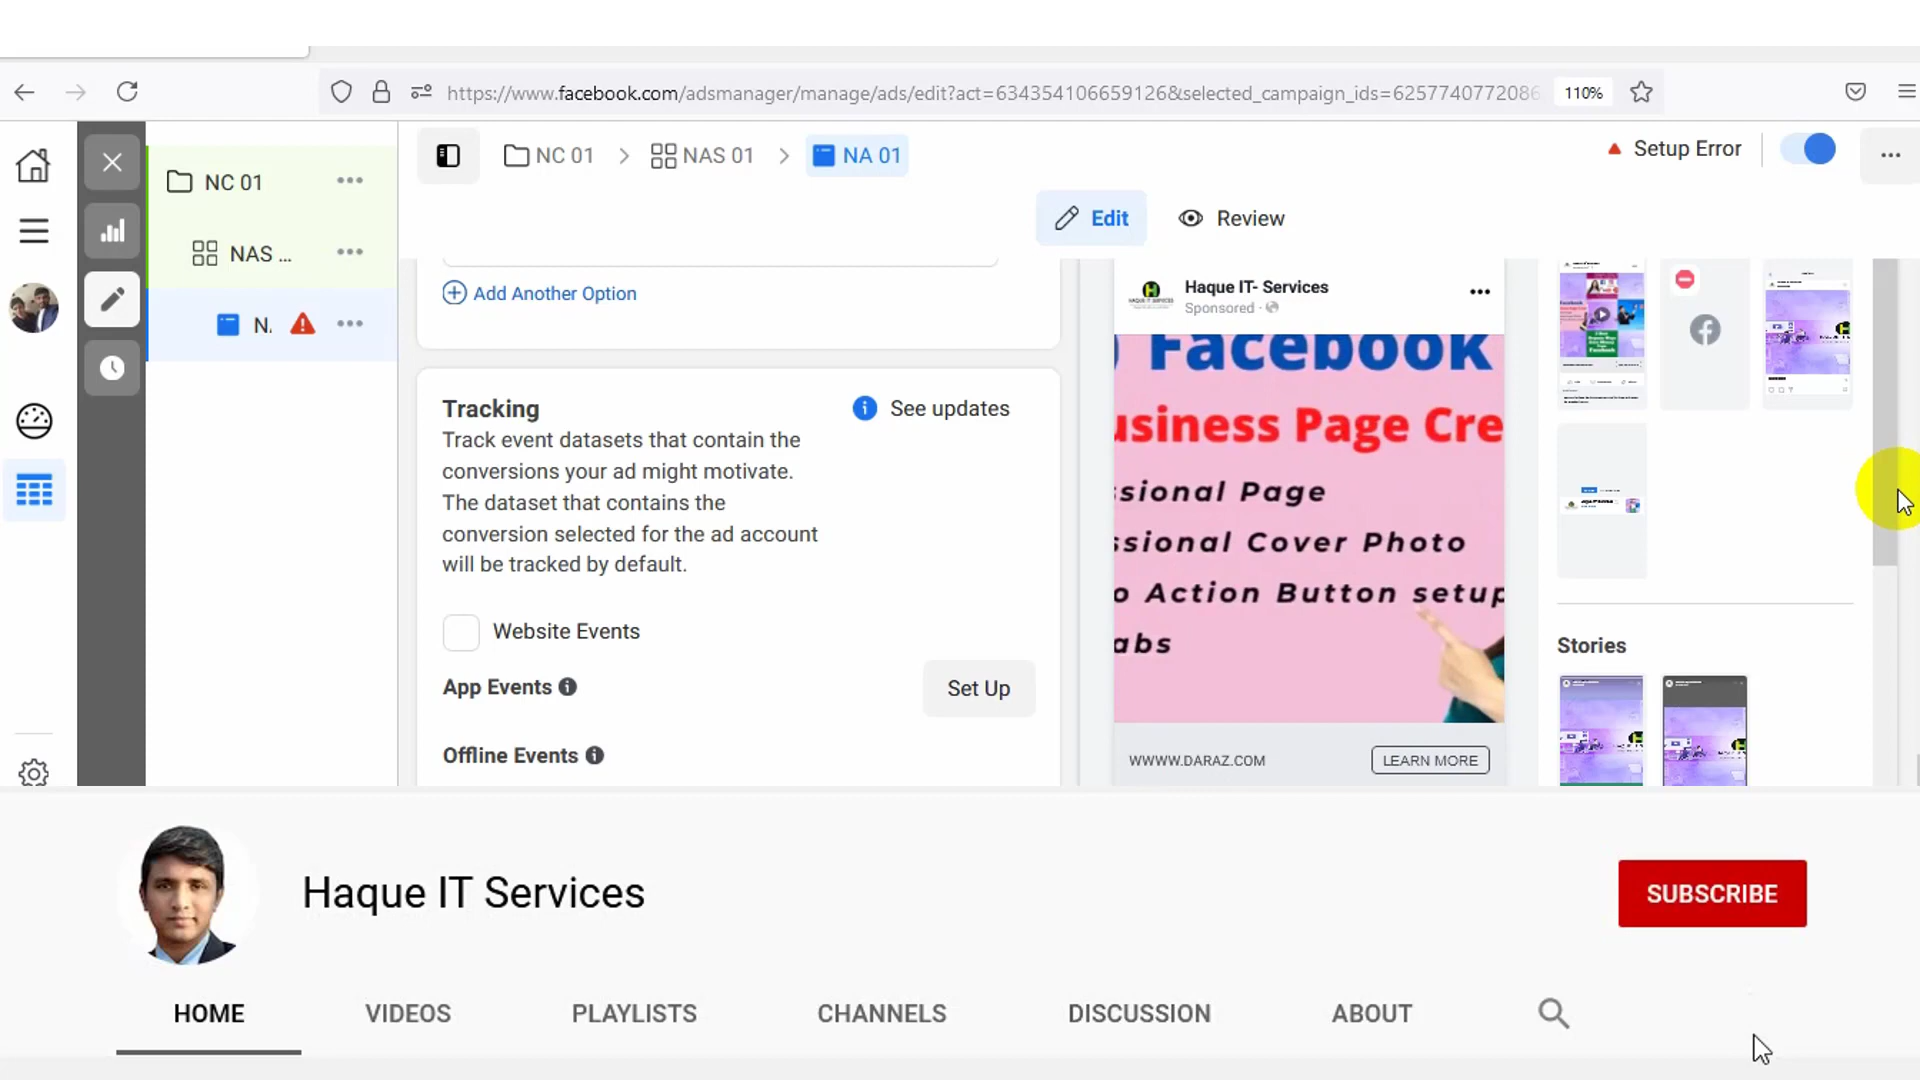 https://www.facebook.com/adsmanager/manage/ads/edit?act=634354106659126&selected_campaign_ids=6257740772086
110%
NC 01
NAS ...
N.
NC 01
NAS 01
NA 01
Setup Error
Edit
Review
Add Another Option
Tracking
See updates
Track event datasets that contain the
conversions your ad might motivate.
The dataset that contains the
conversion selected for the ad account
will be tracked by default.
Website Events
App Events
Set Up
Offline Events
Haque IT- Services
Sponsored
Facebook
usiness Page Cre
ssional Page
ssional Cover Photo
o Action Button setup
abs
WWWW.DARAZ.COM
LEARN MORE
Stories
Haque IT Services
SUBSCRIBE
HOME
VIDEOS
PLAYLISTS
CHANNELS
DISCUSSION
ABOUT